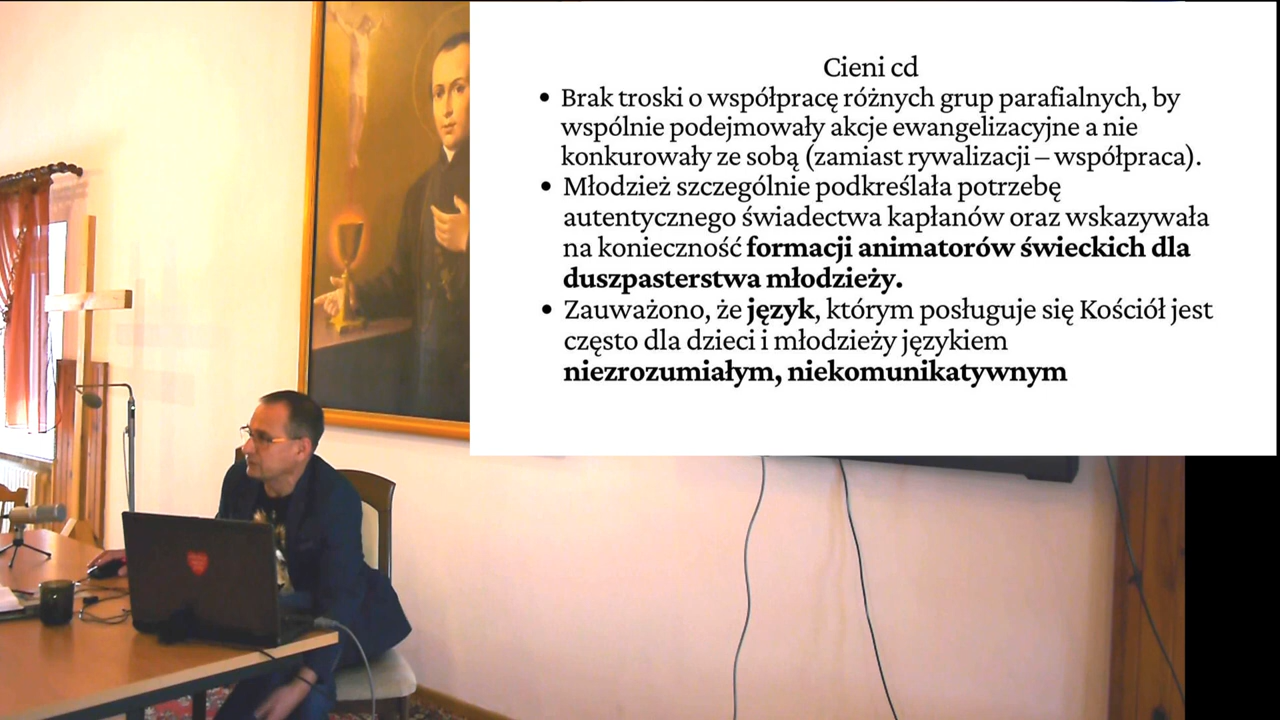 Cieni cd
• Brak troski o współpracę różnych grup parafialnych, by
wspólnie podejmowały akcje ewangelizacyjne a nie
konkurowały ze sobą (zamiast rywalizacji – współpraca).
• Młodzież szczególnie podkreślała potrzebę
autentycznego świadectwa kapłanów oraz wskazywała
na konieczność formacji animatorów świeckich dla
duszpasterstwa młodzieży.
• Zauważono, że język, którym posługuje się Kościół jest
często dla dzieci i młodzieży językiem
niezrozumiałym, niekomunikatywnym